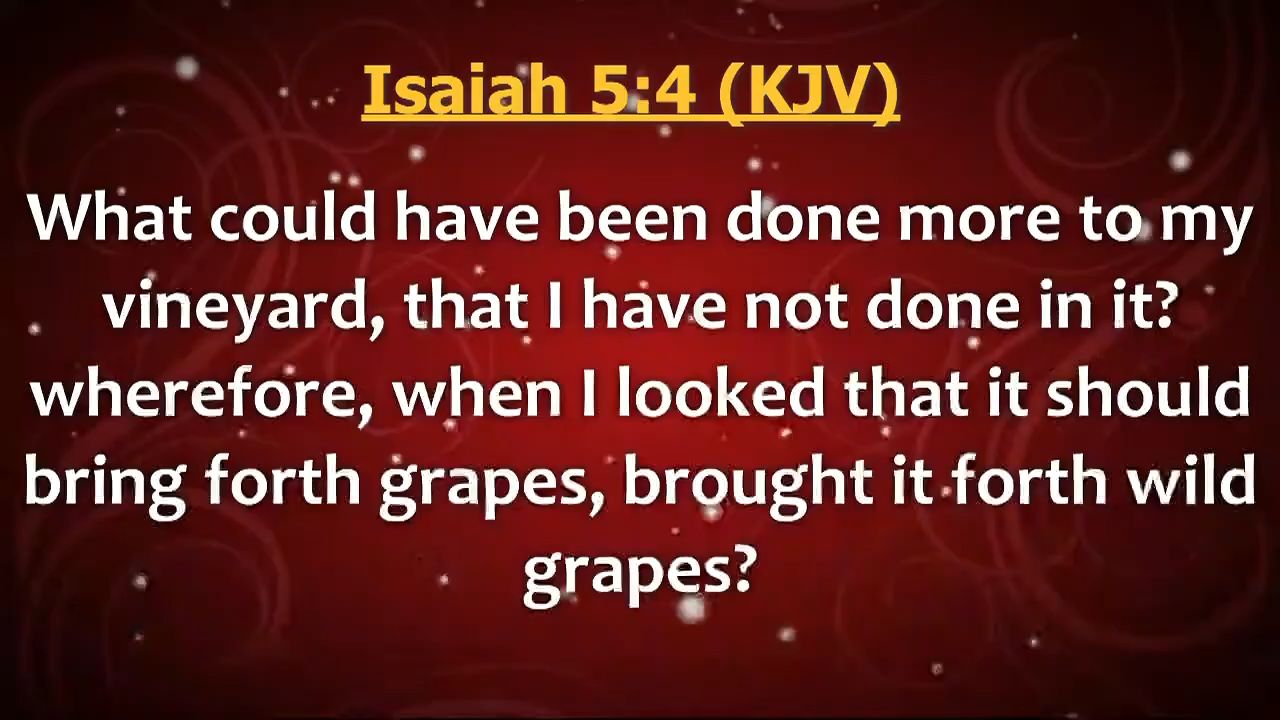 Isaiah 5:4 (KJV)
What could have been done more to my
vineyard, that I have not done in it?
wherefore, when I looked that it should
bring forth grapes, brought it forth wild
grapes?